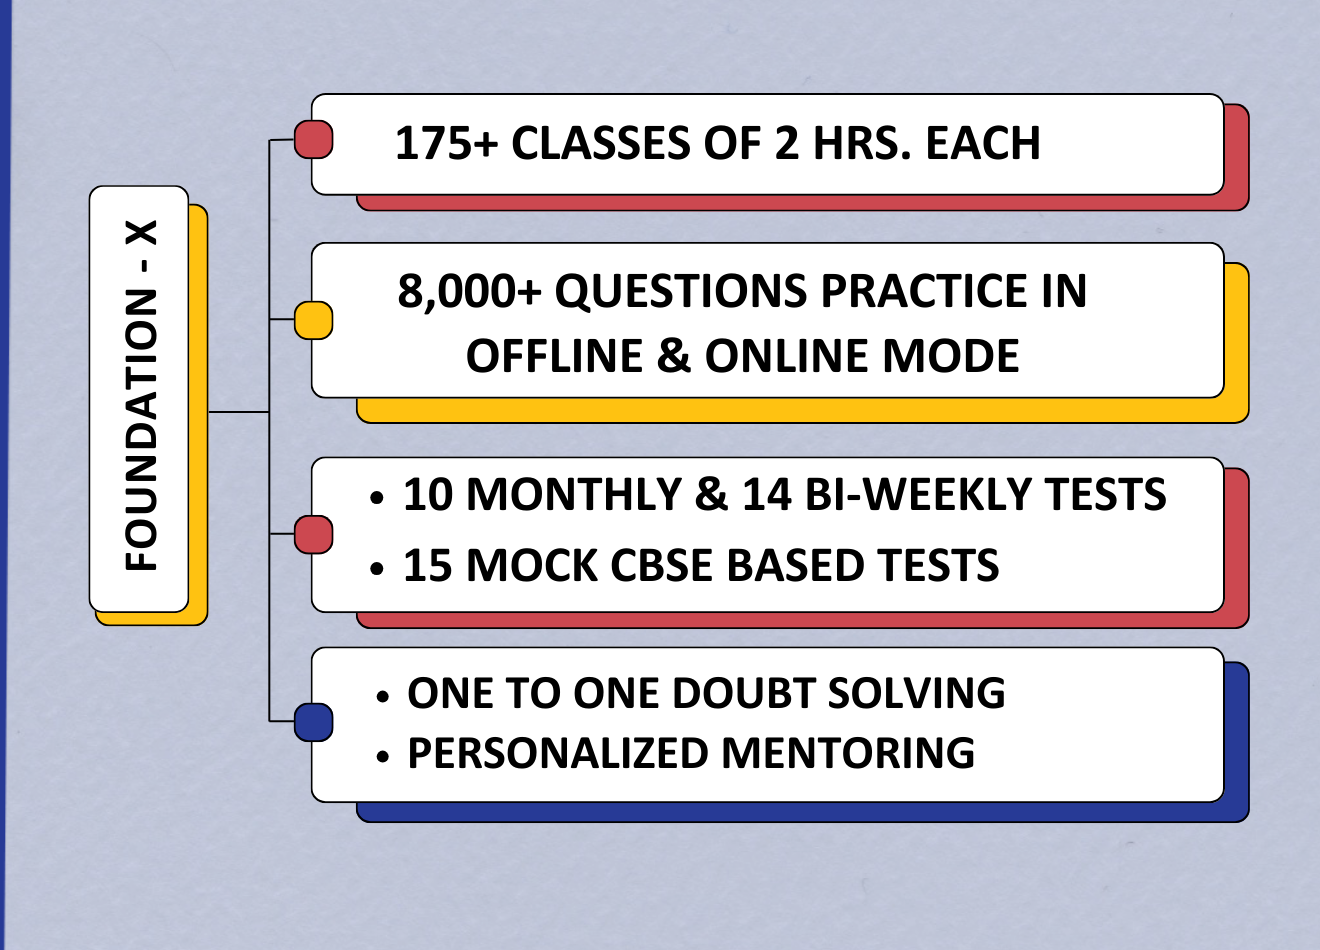 FOUNDATION - X
175+ CLASSES OF 2 HRS. EACH
8,000+ QUESTIONS PRACTICE IN
OFFLINE & ONLINE MODE
• 10 MONTHLY & 14 BI-WEEKLY TESTS
• 15 MOCK CBSE BASED TESTS
• ONE TO ONE DOUBT SOLVING
• PERSONALIZED MENTORING